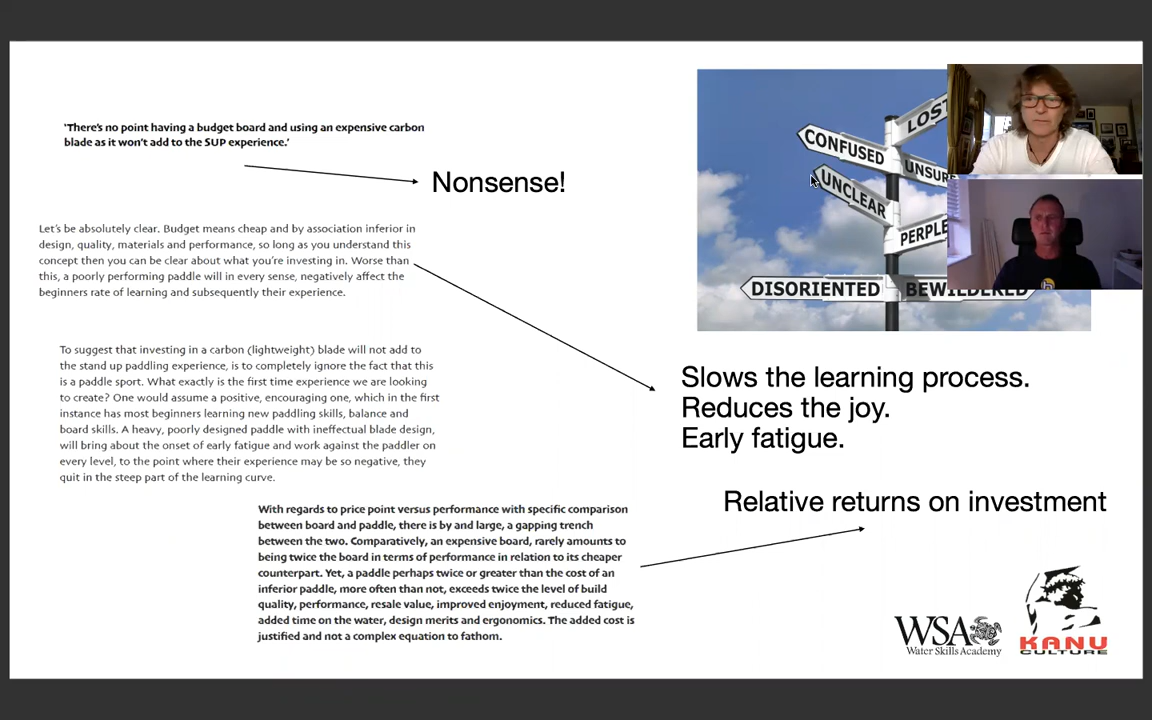 ‘There's no point having a budget board and using an expensive carbon
blade as it won't add to the SUP experience.’
Nonsense!
Let's be absolutely clear. Budget means cheap and by association inferior in
design, quality, materials and performance, so long as you understand this
concept then you can be clear about what you're investing in. Worse than
this, a poorly performing paddle will in every sense, negatively affect the
beginners rate of learning and subsequently their experience.
To suggest that investing in a carbon (lightweight) blade will not add to
the stand up paddling experience, is to completely ignore the fact that this
is a paddle sport. What exactly is the first time experience we are looking
to create? One would assume a positive, encouraging one, which in the first
instance has most beginners learning new paddling skills, balance and
board skills. A heavy, poorly designed paddle with ineffectual blade design,
will bring about the onset of early fatigue and work against the paddler on
every level, to the point where their experience may be so negative, they
quit in the steep part of the learning curve.
With regards to price point versus performance with specific comparison
between board and paddle, there is by and large, a gapping trench
between the two. Comparatively, an expensive board, rarely amounts to
being twice the board in terms of performance in relation to its cheaper
counterpart. Yet, a paddle perhaps twice or greater than the cost of an
inferior paddle, more often than not, exceeds twice the level of build
quality, performance, resale value, improved enjoyment, reduced fatigue,
added time on the water, design merits and ergonomics. The added cost is
justified and not a complex equation to fathom.
LOST
CONFUSED
UNSURE
UNCLEAR
PERPLE
DISORIENTED
BEWILDERED
Slows the learning process.
Reduces the joy.
Early fatigue.
Relative returns on investment
WSA
Water Skills Academy
KANU
CULTURE